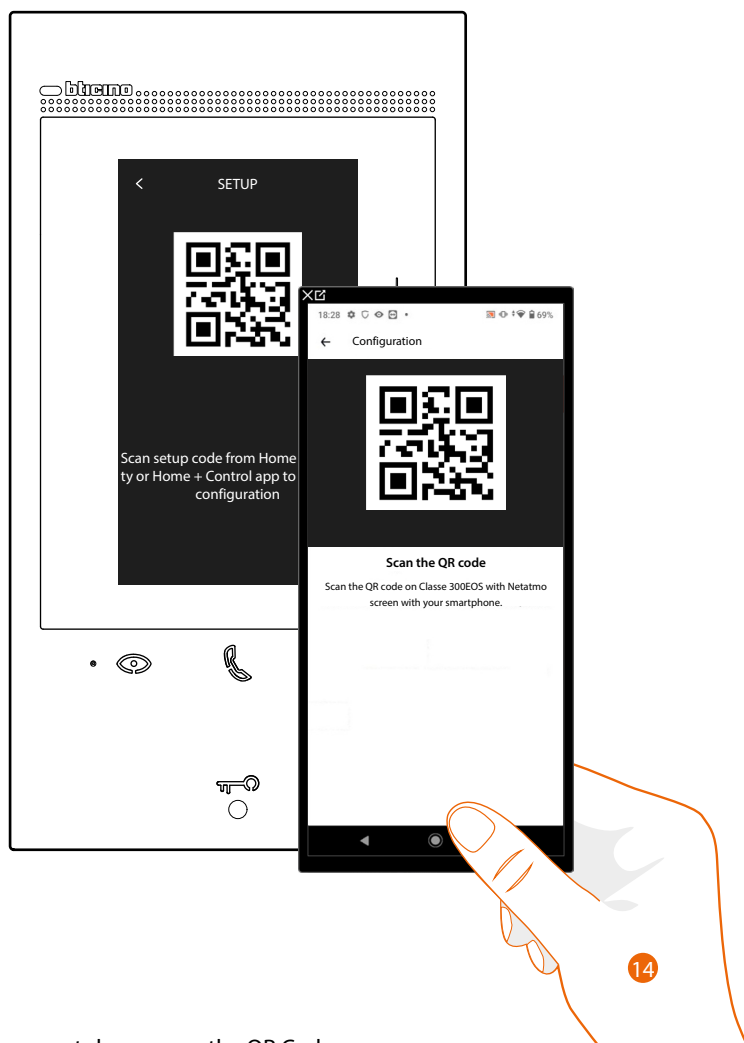 bticino
SETUP
Scan setup code from Home
ty or Home + Control app to
configuration
18:28
69%
Configuration
Scan the QR code
Scan the QR code on Classe 300EOS with Netatmo
screen with your smartphone.
14